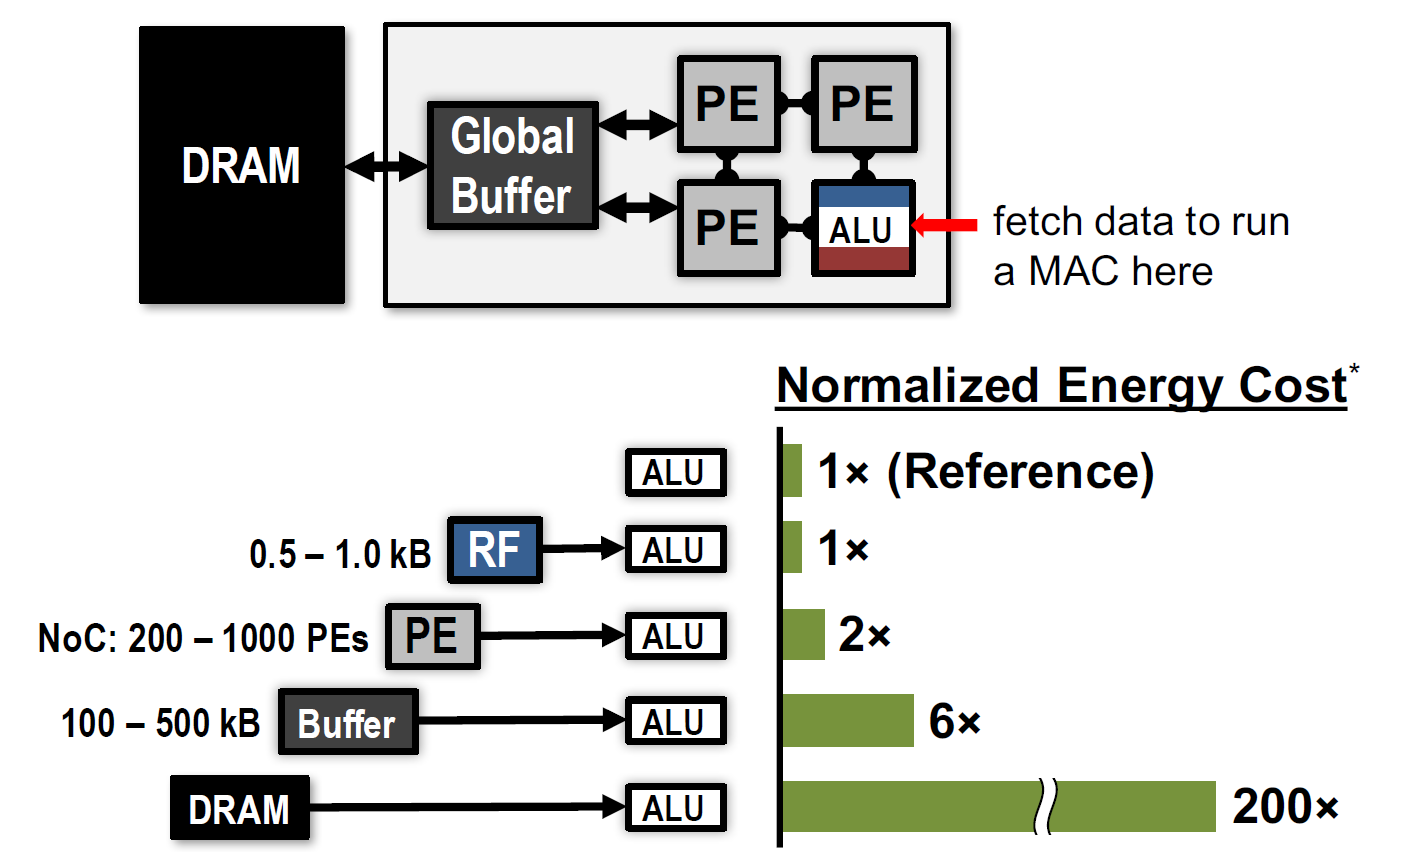 DRAM
Global
Buffer
PE
PE
PE
ALU
fetch data to run
a MAC here
Normalized Energy Cost*
ALU
1× (Reference)
0.5 – 1.0 kB
RF
ALU
1×
NoC: 200 – 1000 PEs
PE
ALU
2×
100 – 500 kB
Buffer
ALU
6×
DRAM
ALU
200×